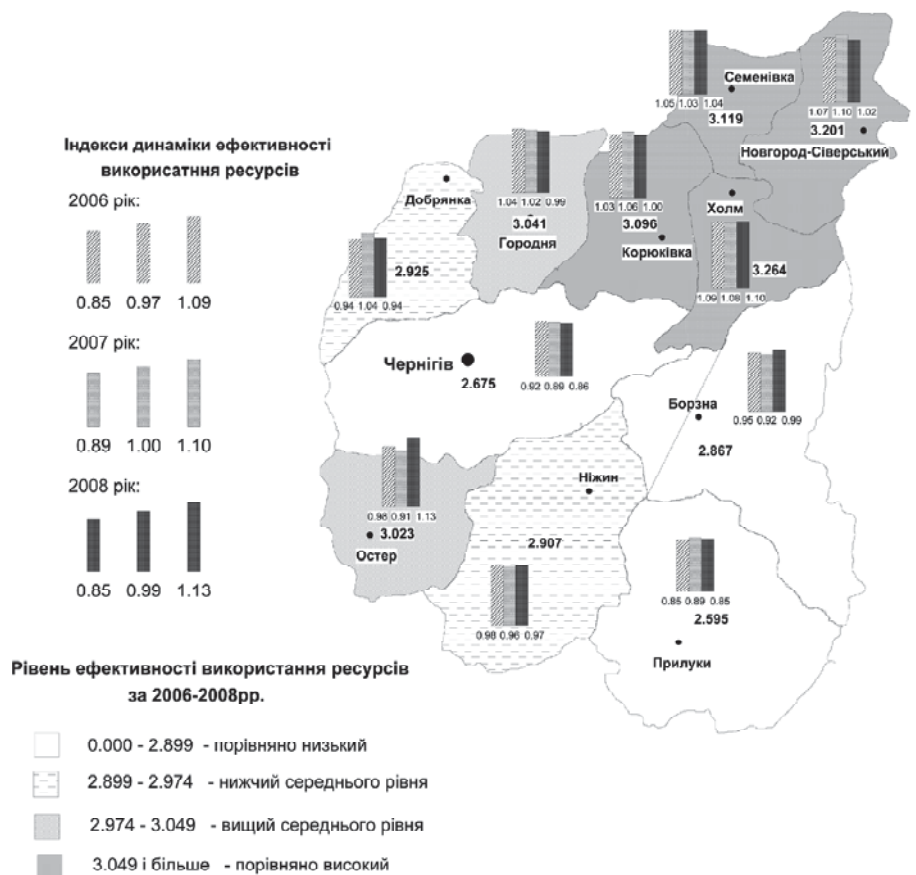 Індекси динаміки ефективності
використання ресурсів
2006 рік:
0.85 0.97 1.09
2007 рік:
0.89 1.00 1.10
2008 рік:
0.85 0.99 1.13
Семенівка
1.05 1.03 1.04
3.119
1.07 1.10 1.02
3.201
Новгород-Сіверський
Холм
1.04 1.02 0.99
3.041
Городня
1.03 1.06 1.00
3.096
Корюківка
3.264
1.09 1.08 1.10
Добрянка
2.925
0.94 1.04 0.94
Чернігів
2.675
0.92 0.89 0.86
0.95 0.92 0.99
Борзна
2.867
0.98 0.91 1.13
3.023
Остер
Ніжин
2.907
0.98 0.96 0.97
0.85 0.89 0.85
2.595
Прилуки
Рівень ефективності використання ресурсів
за 2006-2008рр.
0.000 - 2.899 - порівняно низький
2.899 - 2.974 - нижчий середнього рівня
2.974 - 3.049 - вищий середнього рівня
3.049 і більше - порівняно високий